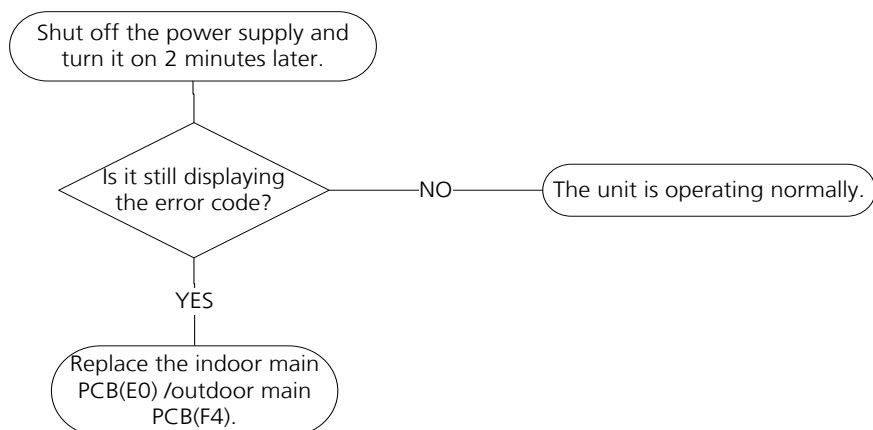 Shut off the power supply and
turn it on 2 minutes later.
Is it still displaying
the error code?
NO
The unit is operating normally.
YES
Replace the indoor main
PCB(E0) /outdoor main
PCB(F4).